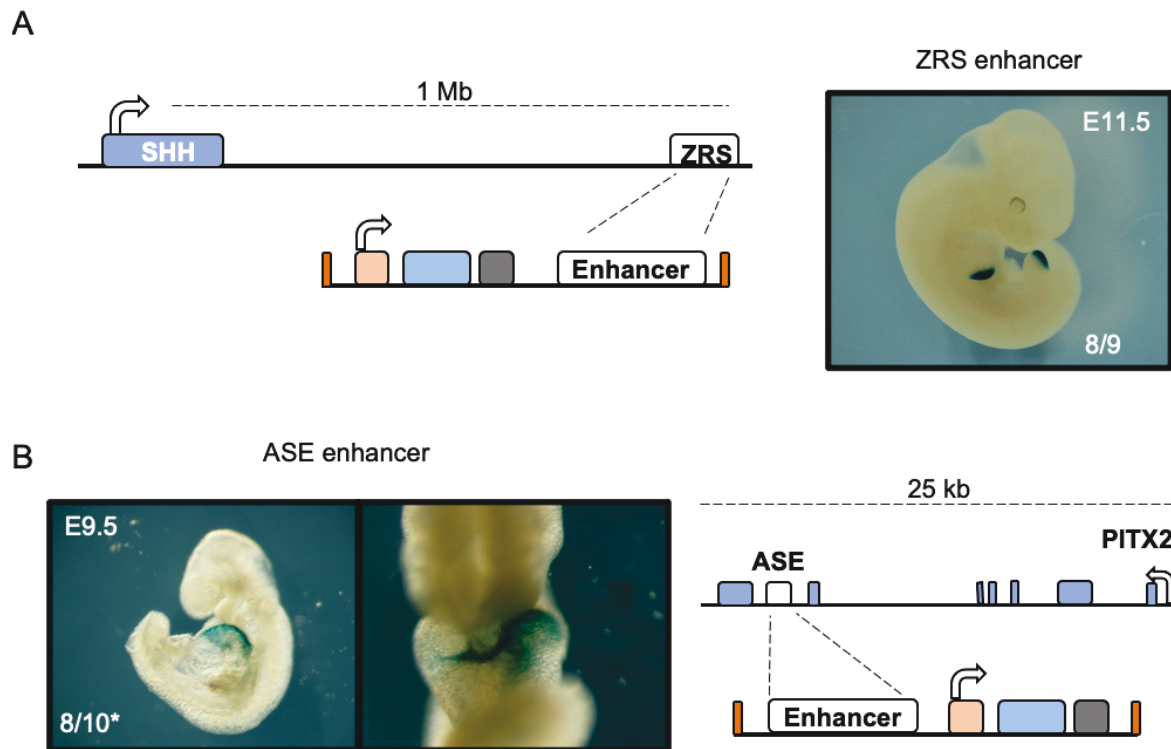 A
ZRS enhancer
1 Mb
E11.5
SHH
ZRS
Enhancer
8/9
B
ASE enhancer
E9.5
25 kb
PITX2
ASE
Enhancer
8/10*